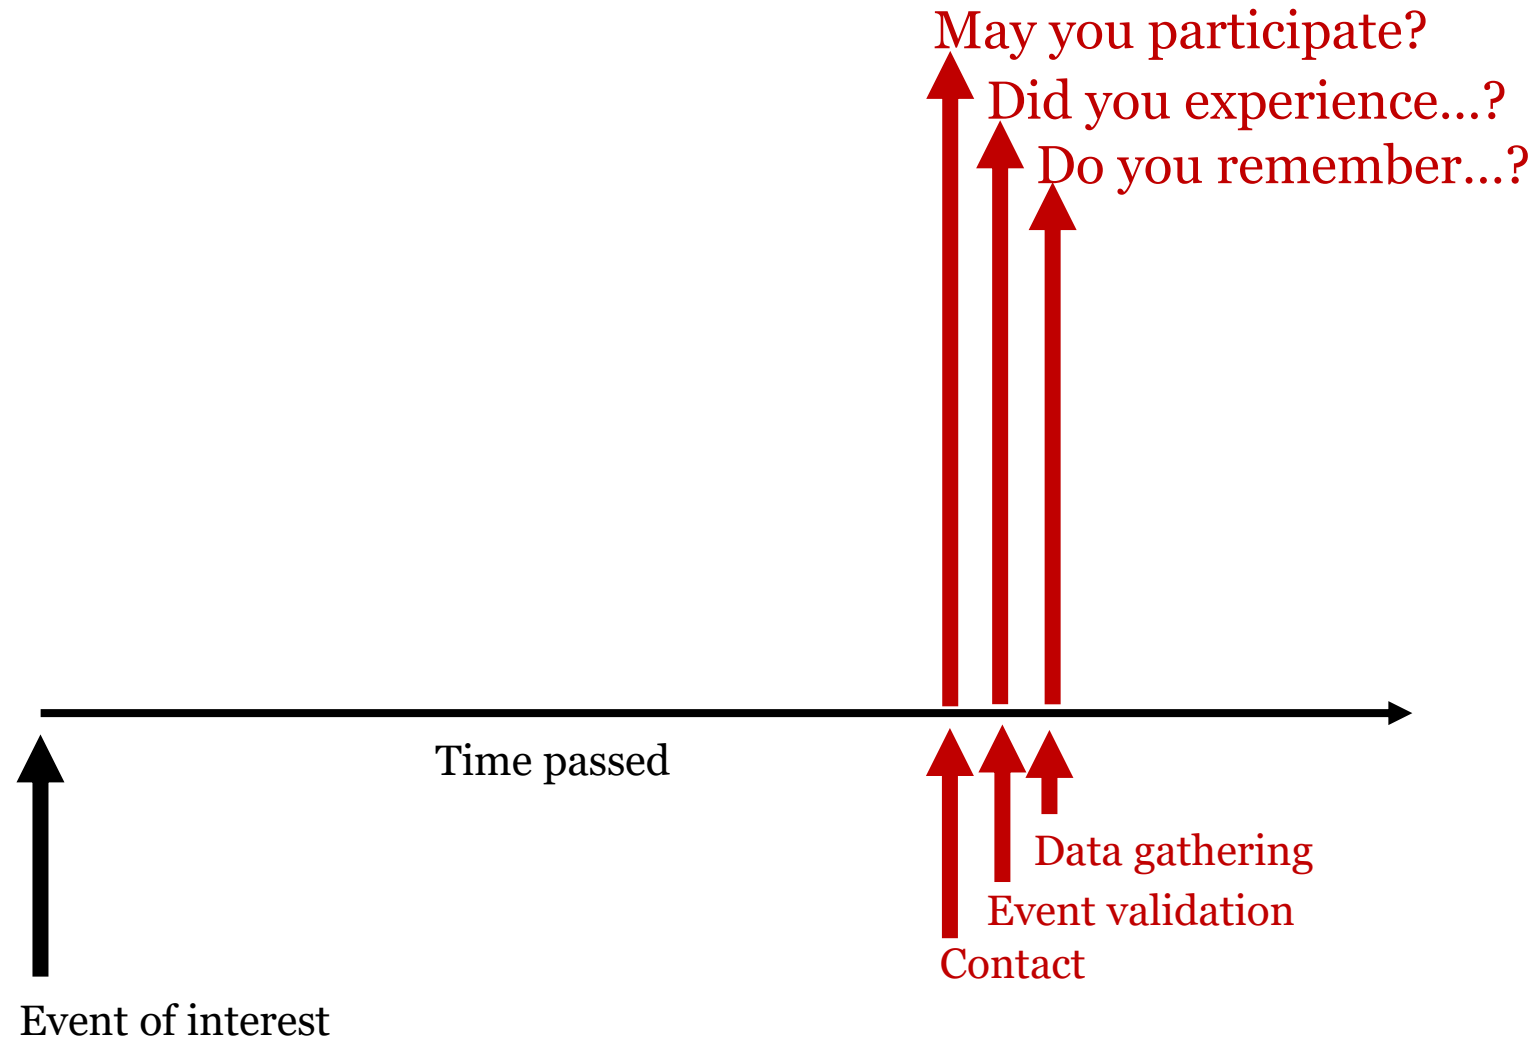 May you participate?
Did you experience...?
Do you remember...?
Time passed
Data gathering
Event validation
Contact
Event of interest